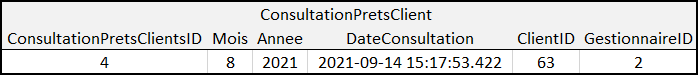 ConsultationPretsClient
ConsultationPretsClientsID Mois Annee DateConsultation ClientID GestionnaireID
4 8 2021 2021-09-14 15:17:53.422 63 2